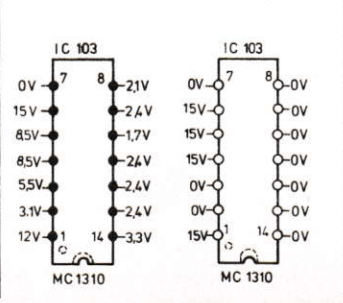 IC 103
IC 103
7 8
7 8
0V 2,1V
0V 0V
15V 2,4V
15V 0V
8,5V 1,7V
15V 0V
8,5V 2,4V
15V 0V
5,5V 2,4V
0V 0V
3.1V 2,4V
0V 0V
12V 1 14 3,3V
15V 1 14 0V
MC 1310
MC 1310